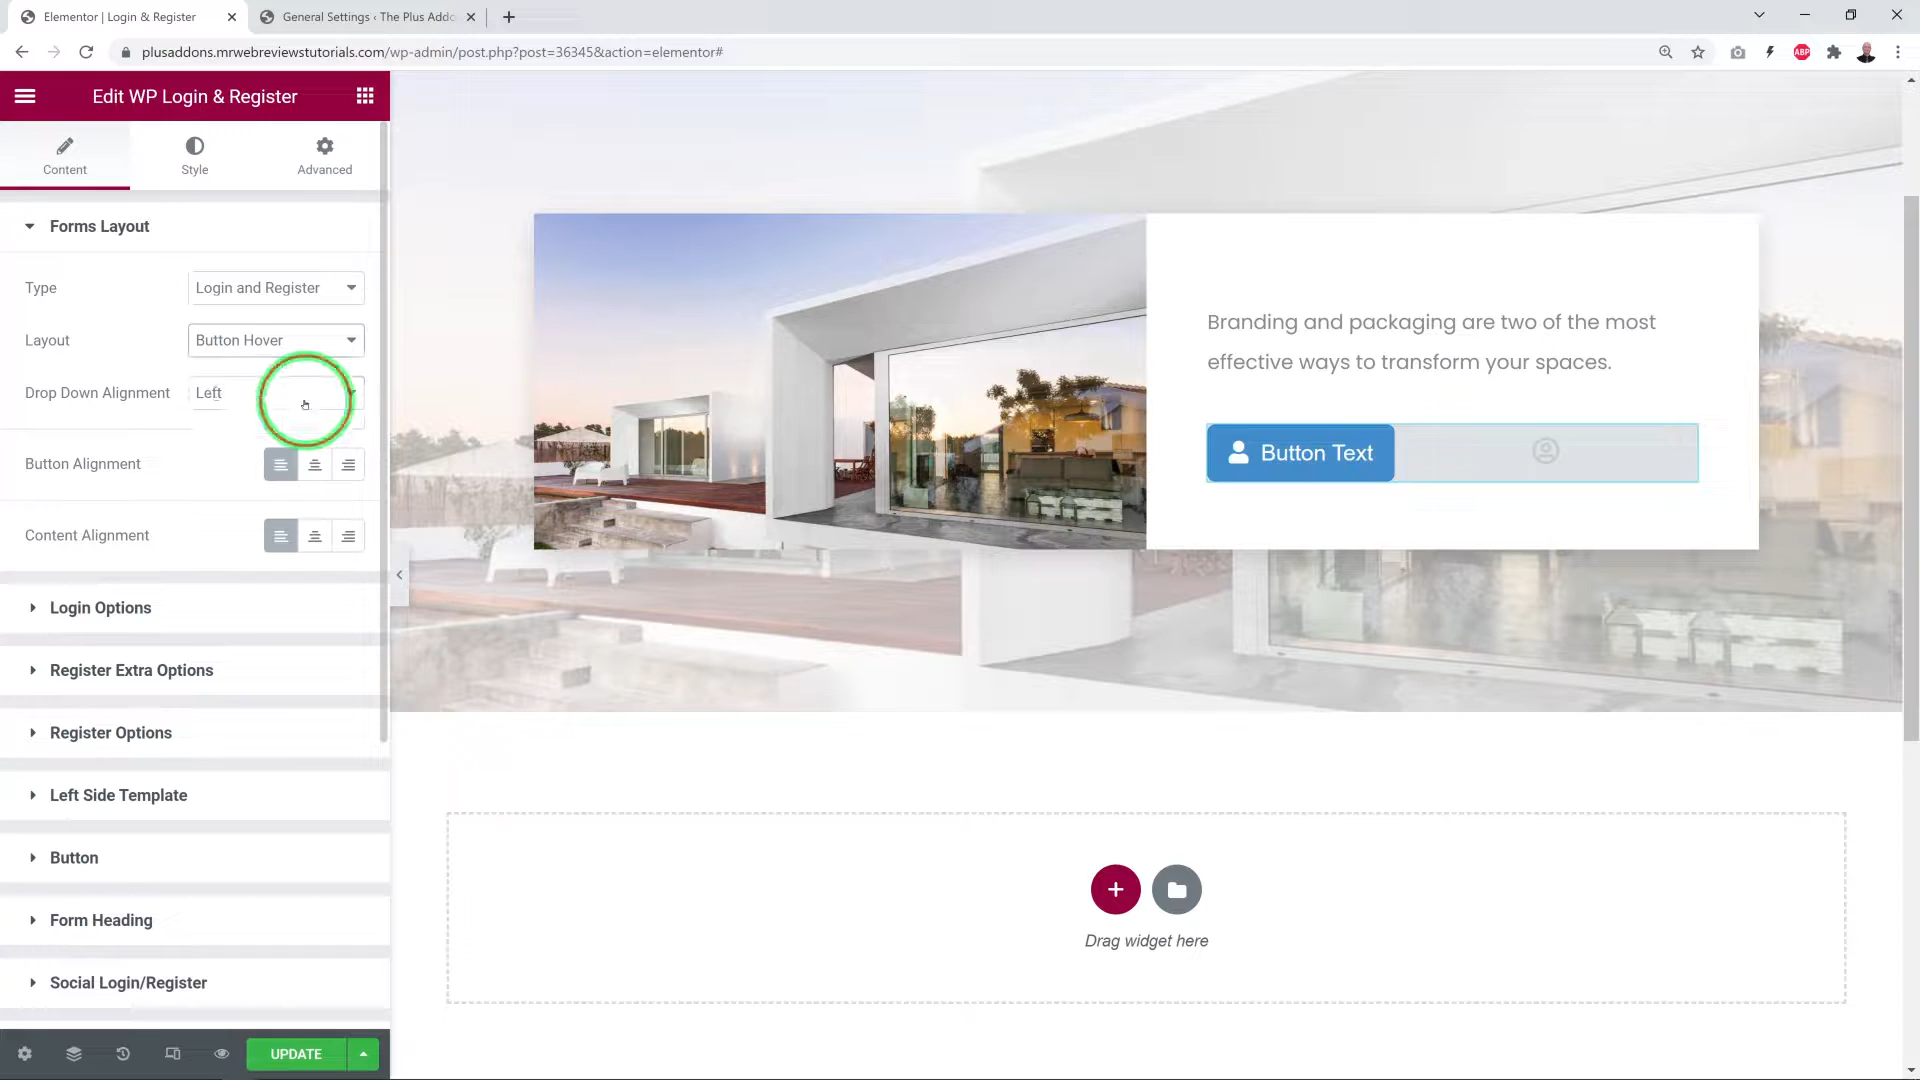 Elementor | Login & Register
General Settings ‹ The Plus Addo
plusaddons.mrwebreviewstutorials.com/wp-admin/post.php?post=36345&action=elementor#
ABP
Edit WP Login & Register
Content
Style
Advanced
Forms Layout
Type
Login and Register
Layout
Button Hover
Drop Down Alignment
Left
Button Alignment
Content Alignment
Login Options
Register Extra Options
Register Options
Left Side Template
Button
Form Heading
Social Login/Register
UPDATE
Branding and packaging are two of the most
effective ways to transform your spaces.
Button Text
Drag widget here